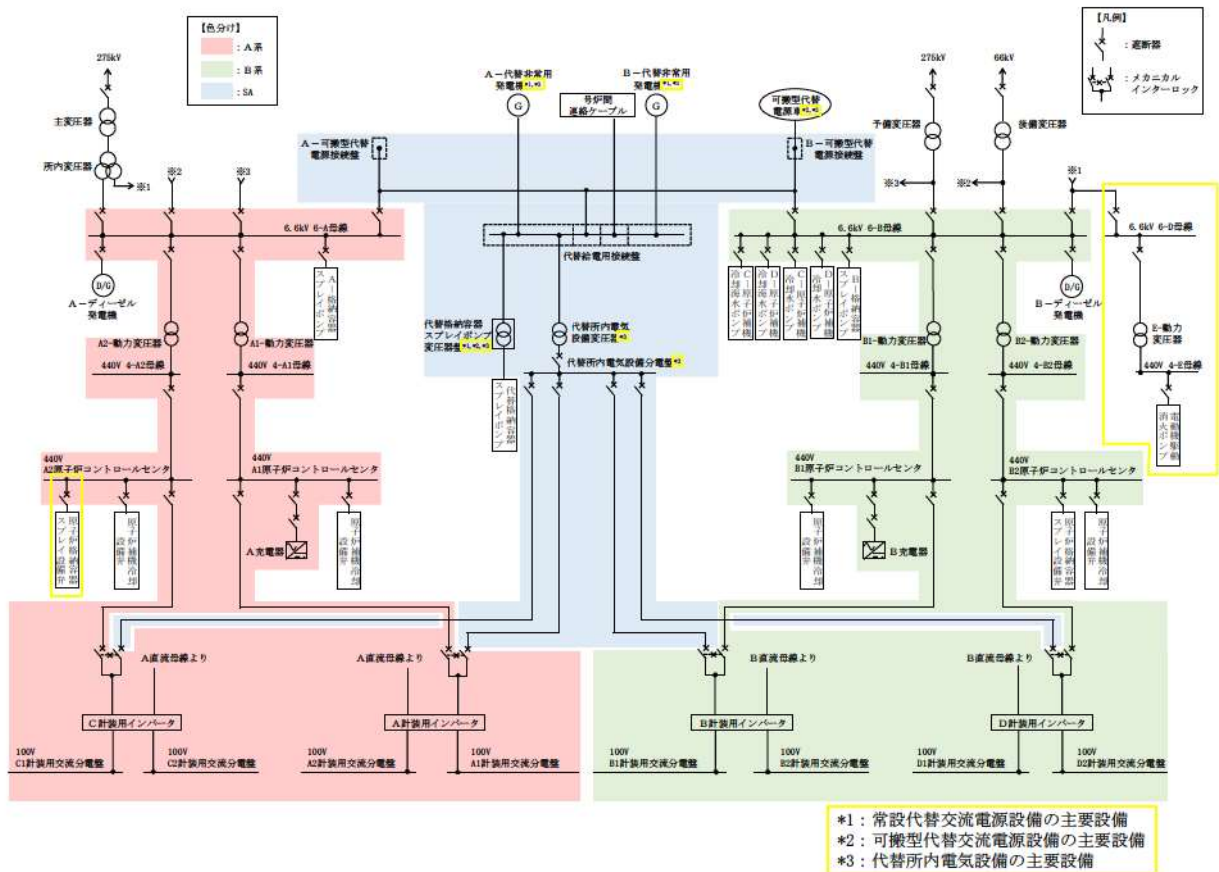 【色分け】
:A系
:B系
:SA
【凡例】
:遮断器
:メカニカル
インターロック
275kV
主変圧器
所内変圧器
※1
※2
※3
A-代替非常用
発電機*1,*3
号炉間
連絡ケーブル
B-代替非常用
発電機*1,*3
G
G
可搬型代替
電源車
A-可搬型代替
電源接続盤
B-可搬型代替
電源接続盤
275kV
66kV
予備変圧器
後備変圧器
※3
※2
※1
6.6kV 6-A母線
6.6kV 6-B母線
6.6kV 6-D母線
代替給電用接続盤
D/G
A-ディーゼル
発電機
A-格納容器
スプレイポンプ
C-原子炉補機
冷却海水ポンプ
D-原子炉補機
冷却海水ポンプ
C-原子炉補機
冷却水ポンプ
D-原子炉補機
冷却水ポンプ
B-格納容器
スプレイポンプ
D/G
B-ディーゼル
発電機
A2-動力変圧器
A1-動力変圧器
代替格納容器
スプレイポンプ
変圧器盤
代替所内電気
設備変圧器*3
B1-動力変圧器
B2-動力変圧器
E-動力
変圧器
440V 4-A2母線
440V 4-A1母線
代替所内電気設備分電盤*3
440V 4-B1母線
440V 4-B2母線
440V 4-E母線
代替格納容器
スプレイポンプ
電動機駆動
消火ポンプ
440V
A2原子炉コントロールセンタ
440V
A1原子炉コントロールセンタ
440V
B1原子炉コントロールセンタ
440V
B2原子炉コントロールセンタ
原子炉格納容器
スプレイ設備弁
原子炉補機冷却
設備弁
A充電器
原子炉補機冷却
設備弁
原子炉補機冷却
設備弁
B充電器
原子炉格納容器
スプレイ設備弁
原子炉補機冷却
設備弁
A直流母線より
A直流母線より
B直流母線より
B直流母線より
C計装用インバータ
A計装用インバータ
B計装用インバータ
D計装用インバータ
100V
C1計装用交流分電盤
100V
C2計装用交流分電盤
100V
A2計装用交流分電盤
100V
A1計装用交流分電盤
100V
B1計装用交流分電盤
100V
B2計装用交流分電盤
100V
D1計装用交流分電盤
100V
D2計装用交流分電盤
*1:常設代替交流電源設備の主要設備
*2:可搬型代替交流電源設備の主要設備
*3:代替所内電気設備の主要設備